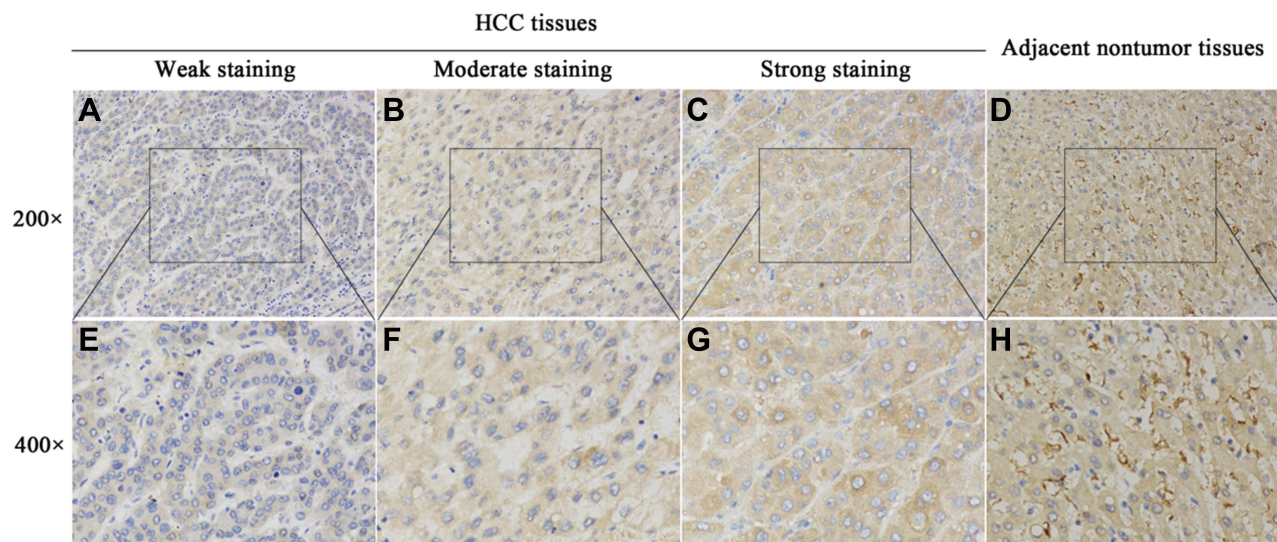 HCC tissues
Adjacent nontumor tissues
Weak staining
Moderate staining
Strong staining
A
B
C
D
200×
E
F
G
H
400×